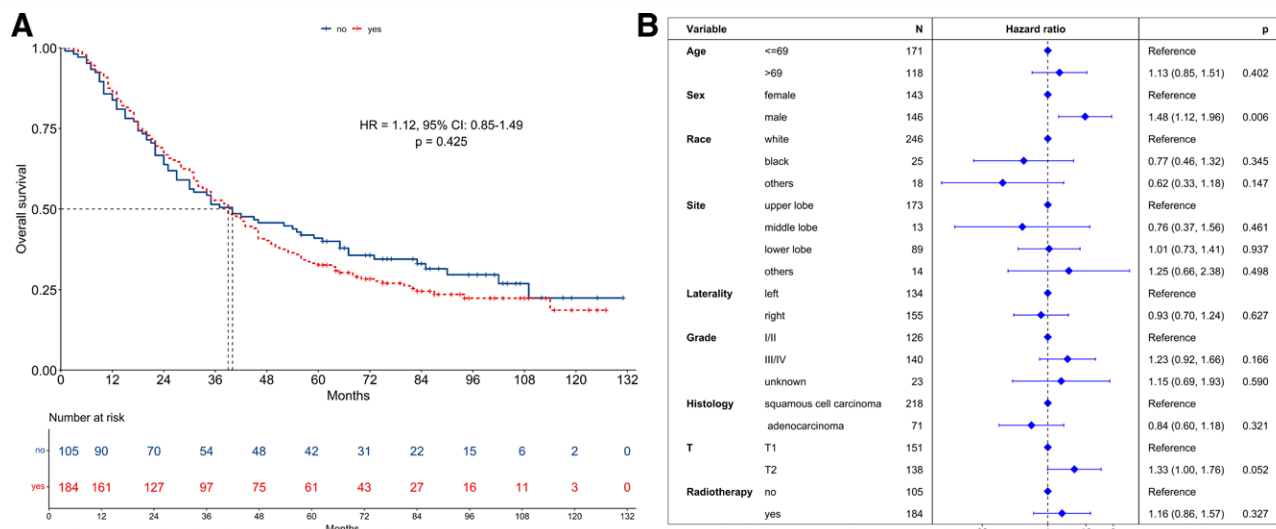 A
no yes
1.00
0.75
0.50
0.25
0.00
Overall survival
HR = 1.12, 95% CI: 0.85-1.49
p = 0.425
0 12 24 36 48 60 72 84 96 108 120 132
Months
Number at risk
no 105 90 70 54 48 42 31 22 15 6 2 0
yes 184 161 127 97 75 61 43 27 16 11 3 0
0 12 24 36 48 60 72 84 96 108 120 132
Months
B
Variable N Hazard ratio p
Age <=69 171 Reference
>69 118 1.13 (0.85, 1.51) 0.402
Sex female 143 Reference
male 146 1.48 (1.12, 1.96) 0.006
Race white 246 Reference
black 25 0.77 (0.46, 1.32) 0.345
others 18 0.62 (0.33, 1.18) 0.147
Site upper lobe 173 Reference
middle lobe 13 0.76 (0.37, 1.56) 0.461
lower lobe 89 1.01 (0.73, 1.41) 0.937
others 14 1.25 (0.66, 2.38) 0.498
Laterality left 134 Reference
right 155 0.93 (0.70, 1.24) 0.627
Grade I/II 126 Reference
III/IV 140 1.23 (0.92, 1.66) 0.166
unknown 23 1.15 (0.69, 1.93) 0.590
Histology squamous cell carcinoma 218 Reference
adenocarcinoma 71 0.84 (0.60, 1.18) 0.321
T T1 151 Reference
T2 138 1.33 (1.00, 1.76) 0.052
Radiotherapy no 105 Reference
yes 184 1.16 (0.86, 1.57) 0.327